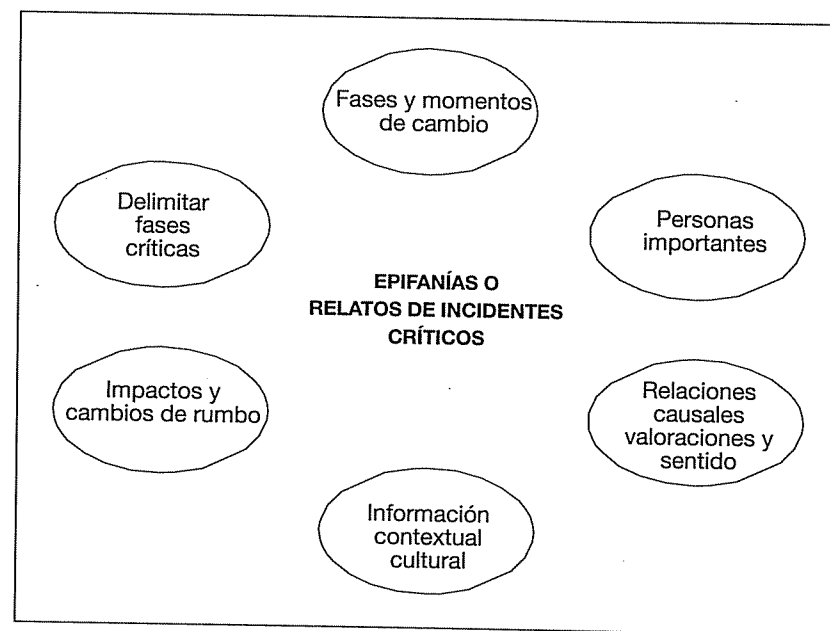 Fases y momentos
de cambio
Delimitar
fases
críticas
Personas
importantes
EPIFANÍAS O
RELATOS DE INCIDENTES
CRÍTICOS
Impactos y
cambios de rumbo
Relaciones
causales
valoraciones y
sentido
Información
contextual
cultural